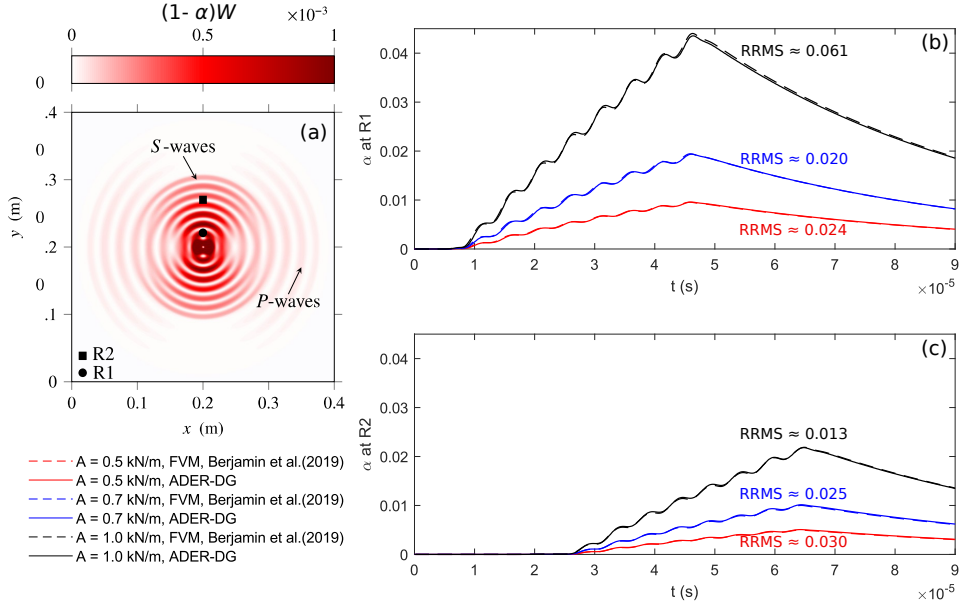 (1- α)W ×10⁻³
0 0.5 1
0
(a)
S-waves
P-waves
.4
0
.3
0
.2
0
.1
0
y (m)
R2
R1
0 0.1 0.2 0.3 0.4
x (m)
A = 0.5 kN/m, FVM, Berjamin et al.(2019)
A = 0.5 kN/m, ADER-DG
A = 0.7 kN/m, FVM, Berjamin et al.(2019)
A = 0.7 kN/m, ADER-DG
A = 1.0 kN/m, FVM, Berjamin et al.(2019)
A = 1.0 kN/m, ADER-DG
(b)
RRMS ≈ 0.061
RRMS ≈ 0.020
RRMS ≈ 0.024
0.04
0.03
0.02
0.01
0
α at R1
0 1 2 3 4 5 6 7 8 9
t (s) ×10⁻⁵
(c)
RRMS ≈ 0.013
RRMS ≈ 0.025
RRMS ≈ 0.030
0.04
0.03
0.02
0.01
0
α at R2
0 1 2 3 4 5 6 7 8 9
t (s) ×10⁻⁵